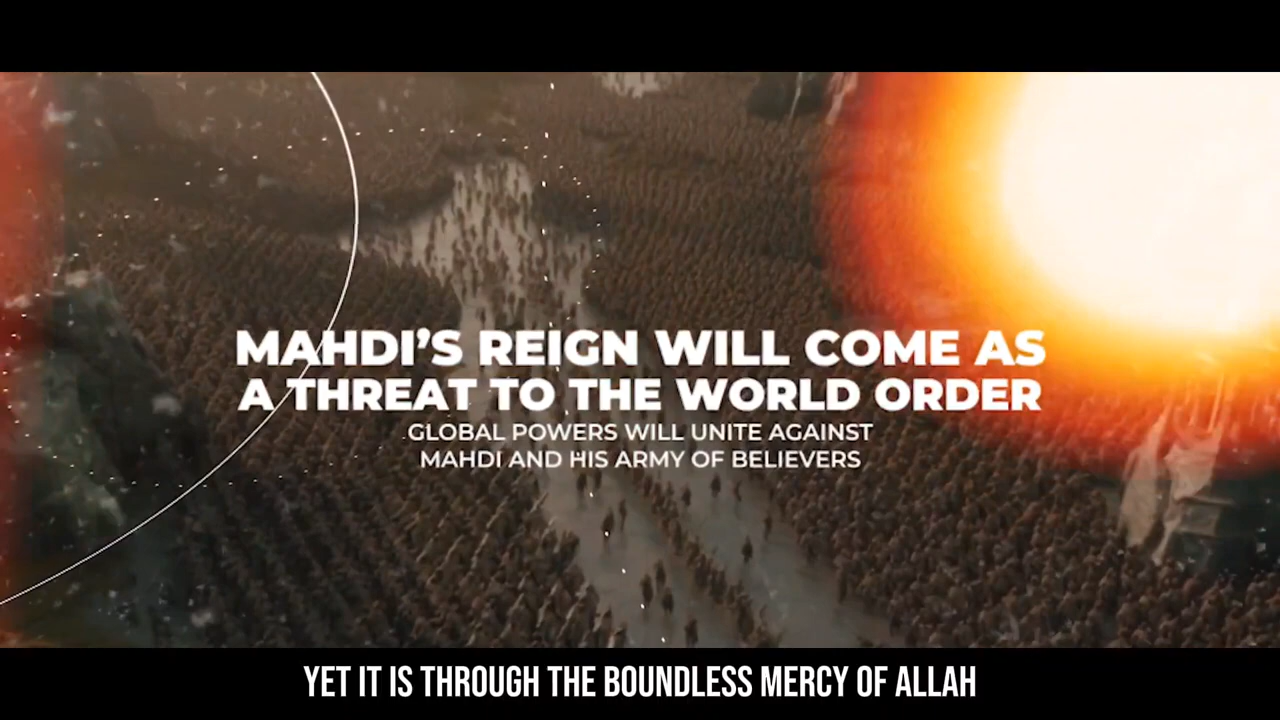 MAHDI’S REIGN WILL COME AS
A THREAT TO THE WORLD ORDER
GLOBAL POWERS WILL UNITE AGAINST
MAHDI AND HIS ARMY OF BELIEVERS
YET IT IS THROUGH THE BOUNDLESS MERCY OF ALLAH